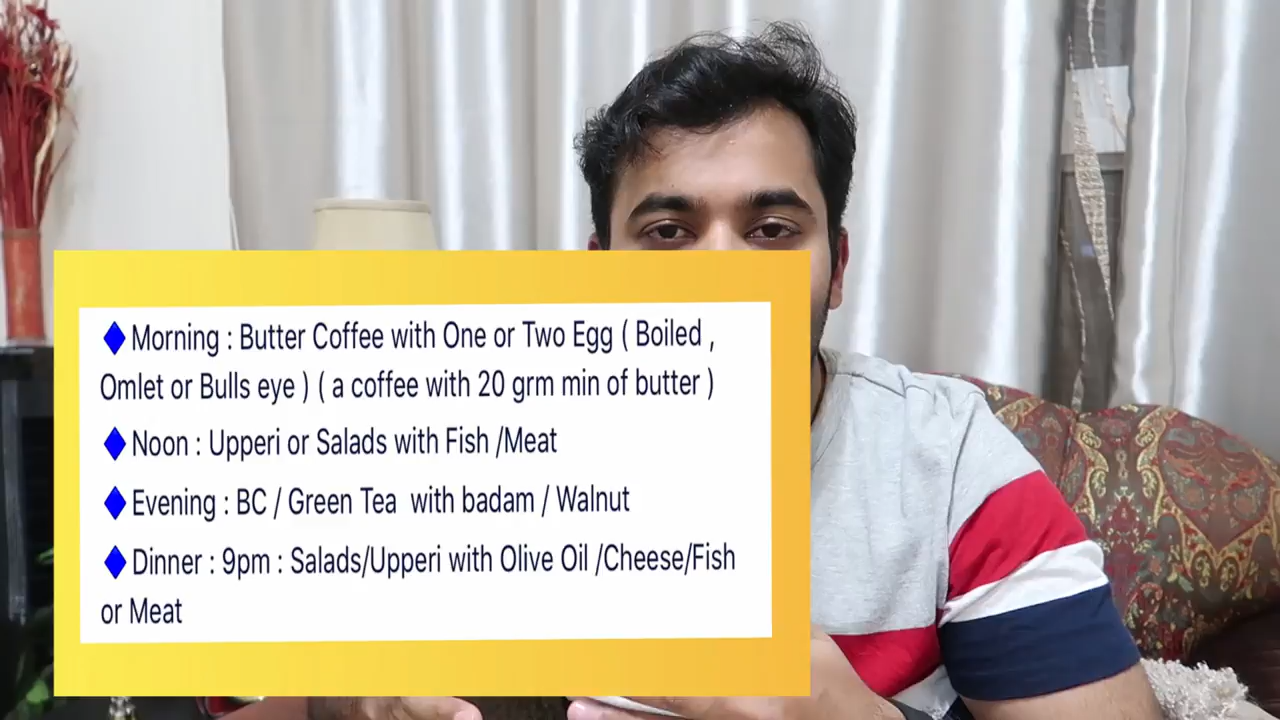 Morning : Butter Coffee with One or Two Egg ( Boiled ,
Omlet or Bulls eye ) ( a coffee with 20 grm min of butter )
Noon : Upperi or Salads with Fish /Meat
Evening : BC / Green Tea  with badam / Walnut
Dinner : 9pm : Salads/Upperi with Olive Oil /Cheese/Fish
or Meat